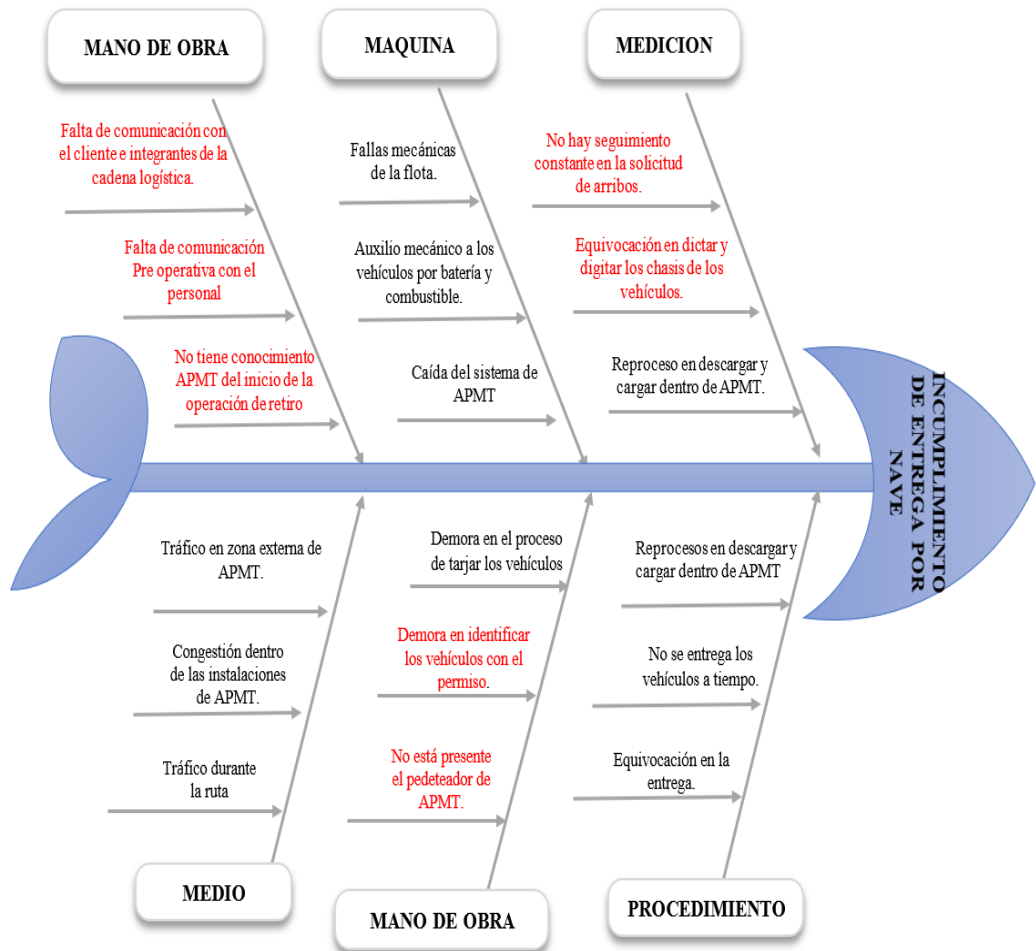 MANO DE OBRA
MAQUINA
MEDICION
Falta de comunicación con
el cliente e integrantes de la
cadena logística.
Falta de comunicación
Pre operativa con el
personal
No tiene conocimiento
APMT del inicio de la
operación de retiro
Fallas mecánicas
de la flota.
Auxilio mecánico a los
vehículos por batería y
combustible.
Caída del sistema de
APMT
No hay seguimiento
constante en la solicitud
de arribos.
Equivocación en dictar y
digitar los chasis de los
vehículos.
Reproceso en descargar y
cargar dentro de APMT.
INCUMPLIMIENTO
DE ENTREGA POR
NAVE
Tráfico en zona externa de
APMT.
Congestión dentro
de las instalaciones
de APMT.
Tráfico durante
la ruta
Demora en el proceso
de tarjar los vehículos
Demora en identificar
los vehículos con el
permiso.
No está presente
el pedeteador de
APMT.
Reprocesos en descargar y
cargar dentro de APMT
No se entrega los
vehículos a tiempo.
Equivocación en la
entrega.
MEDIO
MANO DE OBRA
PROCEDIMIENTO